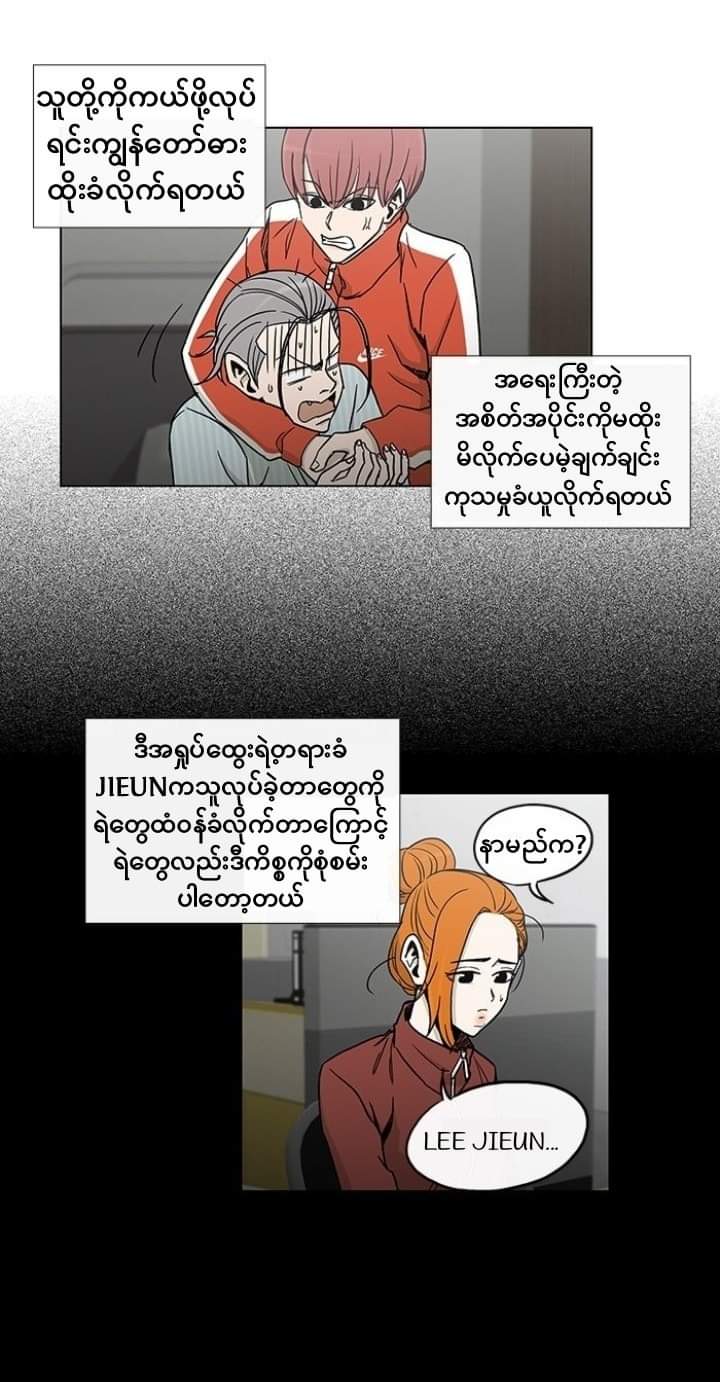 သူတို့ကိုကယ်ဖို့လုပ်
ရင်းကျွန်တော်ဓား
ထိုးခံလိုက်ရတယ်
NIKE
အရေးကြီးတဲ့
အစိတ်အပိုင်းကိုမထိုး
မိလိုက်ပေမဲ့ချက်ချင်း
ကုသမှုခံယူလိုက်ရတယ်
ဒီအရှုပ်ထွေးရဲ့တရားခံ
JIEUNကသူလုပ်ခဲ့တာတွေကို
ရဲတွေထံဝန်ခံလိုက်တာကြောင့်
ရဲတွေလည်းဒီကိစ္စကိုစုံစမ်း
ပါတော့တယ်
နာမည်က?
LEE JIEUN...